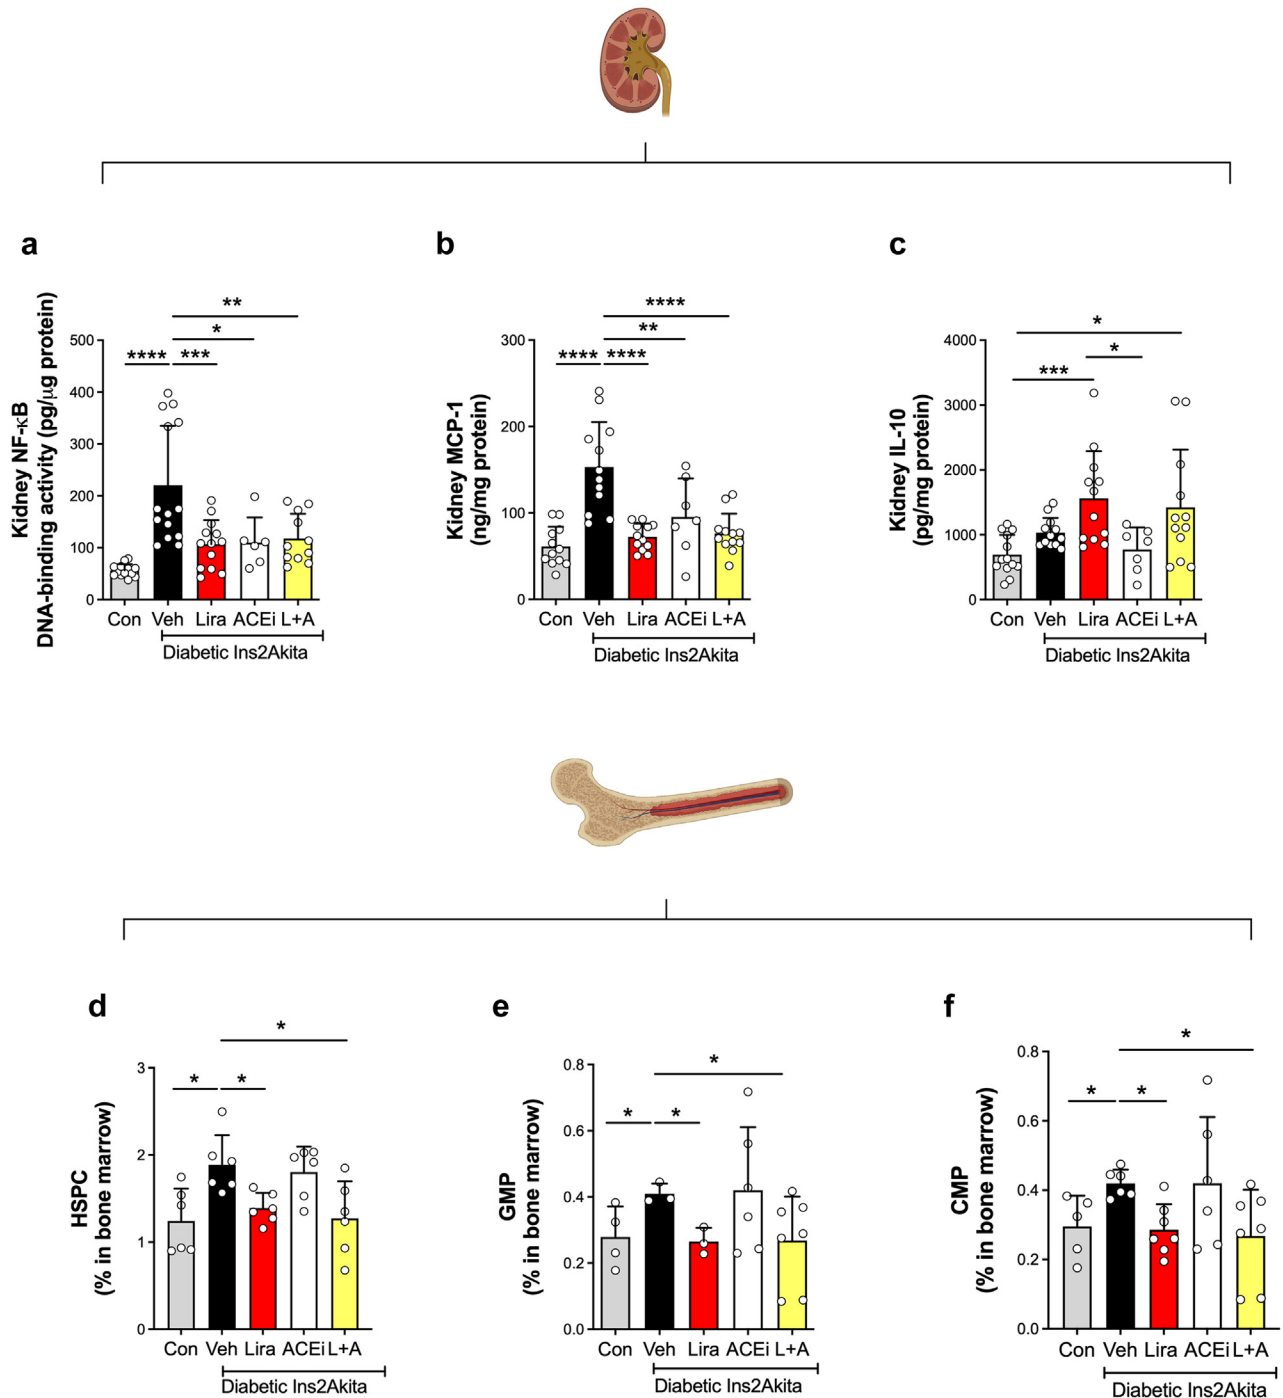 a
b
c
Kidney NF-κB
DNA-binding activity (pg/μg protein)
500
400
300
200
100
0
****
***
*
**
Con Veh Lira ACEi L+A
Diabetic Ins2Akita
Kidney MCP-1
(ng/mg protein)
300
200
100
0
****
****
**
****
Con Veh Lira ACEi L+A
Diabetic Ins2Akita
Kidney IL-10
(pg/mg protein)
4000
3000
2000
1000
0
***
*
*
Con Veh Lira ACEi L+A
Diabetic Ins2Akita
d
e
f
HSPC
(% in bone marrow)
3
2
1
0
*
*
*
Con Veh Lira ACEi L+A
Diabetic Ins2Akita
GMP
(% in bone marrow)
0.8
0.6
0.4
0.2
0.0
*
*
*
Con Veh Lira ACEi L+A
Diabetic Ins2Akita
CMP
(% in bone marrow)
0.8
0.6
0.4
0.2
0.0
*
*
*
Con Veh Lira ACEi L+A
Diabetic Ins2Akita